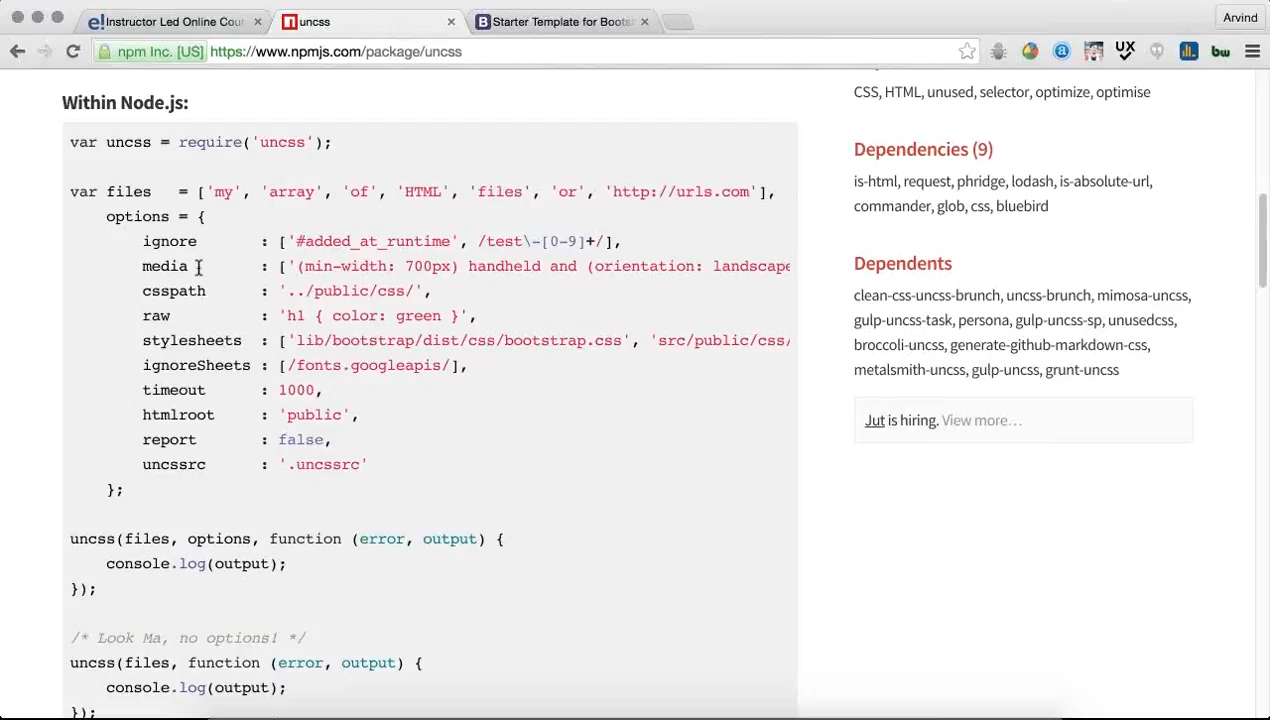 Instructor Led Online Cour
uncss
Starter Template for Boots
Arvind
npm Inc. [US] https://www.npmjs.com/package/uncss
UX
bw
Within Node.js:
var uncss = require('uncss');
var files = ['my', 'array', 'of', 'HTML', 'files', 'or', 'http://urls.com'],
options = {
ignore : ['#added_at_runtime', /test\-[0-9]+/],
media : ['(min-width: 700px) handheld and (orientation: landscape
csspath : '../public/css/',
raw : 'h1 { color: green }',
stylesheets : ['lib/bootstrap/dist/css/bootstrap.css', 'src/public/css/
ignoreSheets : [/fonts.googleapis/],
timeout : 1000,
htmlroot : 'public',
report : false,
uncssrc : '.uncssrc'
};
uncss(files, options, function (error, output) {
console.log(output);
});
/* Look Ma, no options! */
uncss(files, function (error, output) {
console.log(output);
});
CSS, HTML, unused, selector, optimize, optimise
Dependencies (9)
is-html, request, phridge, lodash, is-absolute-url,
commander, glob, css, bluebird
Dependents
clean-css-uncss-brunch, uncss-brunch, mimosa-uncss,
gulp-uncss-task, persona, gulp-uncss-sp, unusedcss,
broccoli-uncss, generate-github-markdown-css,
metalsmith-uncss, gulp-uncss, grunt-uncss
Jut is hiring. View more…